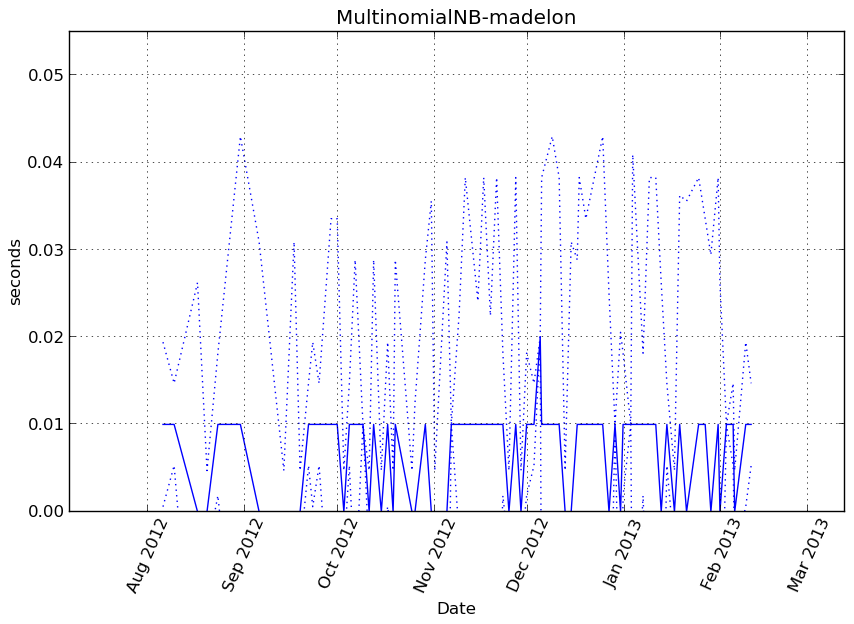 MultinomialNB-madelon
0.05
0.04
0.03
0.02
0.01
0.00
seconds
Aug 2012
Sep 2012
Oct 2012
Nov 2012
Dec 2012
Jan 2013
Feb 2013
Mar 2013
Date